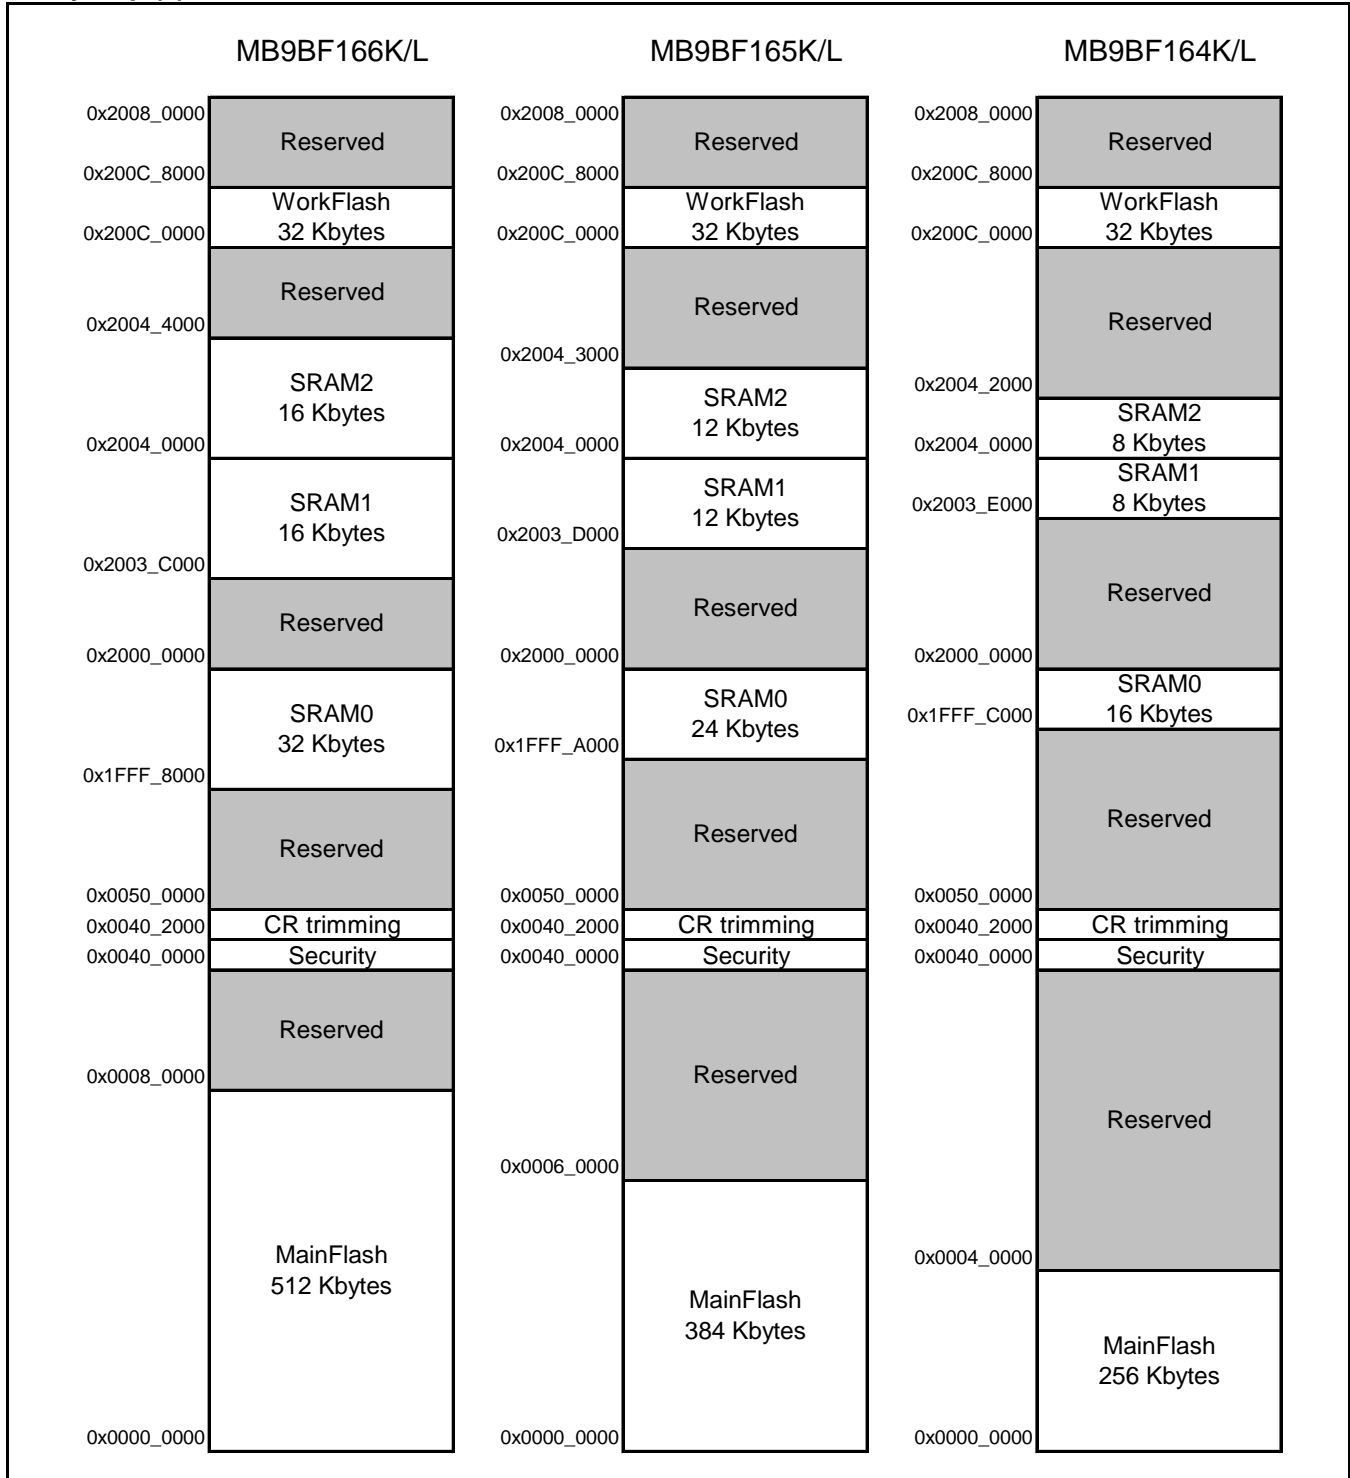 MB9BF166K/L
0x2008_0000
Reserved
0x200C_8000
WorkFlash
32 Kbytes
0x200C_0000
Reserved
0x2004_4000
SRAM2
16 Kbytes
0x2004_0000
SRAM1
16 Kbytes
0x2003_C000
Reserved
0x2000_0000
SRAM0
32 Kbytes
0x1FFF_8000
Reserved
0x0050_0000
CR trimming
0x0040_2000
Security
0x0040_0000
Reserved
0x0008_0000
MainFlash
512 Kbytes
0x0000_0000
MB9BF165K/L
0x2008_0000
Reserved
0x200C_8000
WorkFlash
32 Kbytes
0x200C_0000
Reserved
0x2004_3000
SRAM2
12 Kbytes
0x2004_0000
SRAM1
12 Kbytes
0x2003_D000
Reserved
0x2000_0000
SRAM0
24 Kbytes
0x1FFF_A000
Reserved
0x0050_0000
CR trimming
0x0040_2000
Security
0x0040_0000
Reserved
0x0006_0000
MainFlash
384 Kbytes
0x0000_0000
MB9BF164K/L
0x2008_0000
Reserved
0x200C_8000
WorkFlash
32 Kbytes
0x200C_0000
Reserved
0x2004_2000
SRAM2
8 Kbytes
0x2004_0000
SRAM1
8 Kbytes
0x2003_E000
Reserved
0x2000_0000
SRAM0
16 Kbytes
0x1FFF_C000
Reserved
0x0050_0000
CR trimming
0x0040_2000
Security
0x0040_0000
Reserved
0x0004_0000
MainFlash
256 Kbytes
0x0000_0000